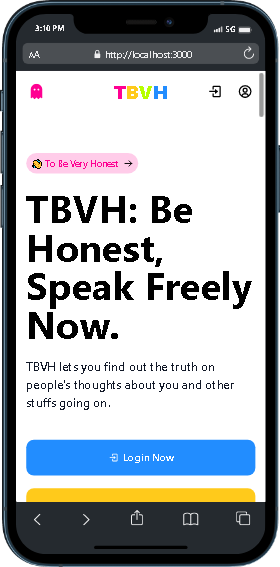 3:10 PM
5G
AA
http://localhost:3000
TBVH
To Be Very Honest →
TBVH: Be
Honest,
Speak Freely
Now.
TBVH lets you find out the truth on
people's thoughts about you and other
stuffs going on.
Login Now